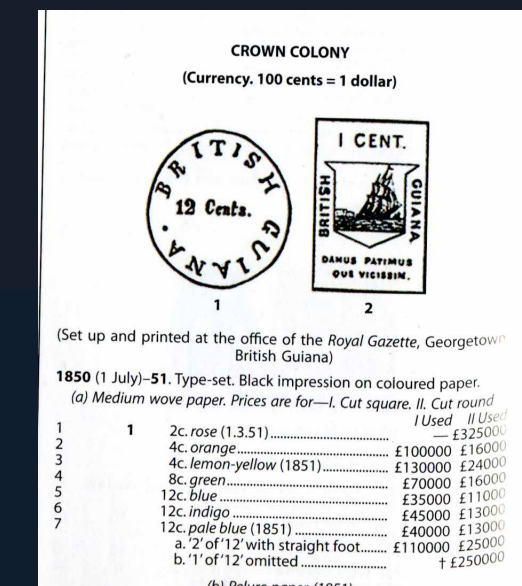 CROWN COLONY
(Currency. 100 cents = 1 dollar)
BRITISH GUIANA.
12 Cents.
1
I CENT.
BRITISH
GUIANA.
DAMUS PATIMUS
QUE VICISSIM.
2
(Set up and printed at the office of the Royal Gazette, Georgetown
British Guiana)
1850 (1 July)–51. Type-set. Black impression on coloured paper.
(a) Medium wove paper. Prices are for—I. Cut square. II. Cut round
I Used II Used
1 1 2c. rose (1.3.51) — £325000
2 4c. orange £100000 £16000
3 4c. lemon-yellow (1851) £130000 £24000
4 8c. green £70000 £16000
5 12c. blue £35000 £11000
6 12c. indigo £45000 £13000
7 12c. pale blue (1851) £40000 £13000
a. '2' of '12' with straight foot £110000 £25000
b. '1' of '12' omitted † £250000
(b) Pelure paper (1851)